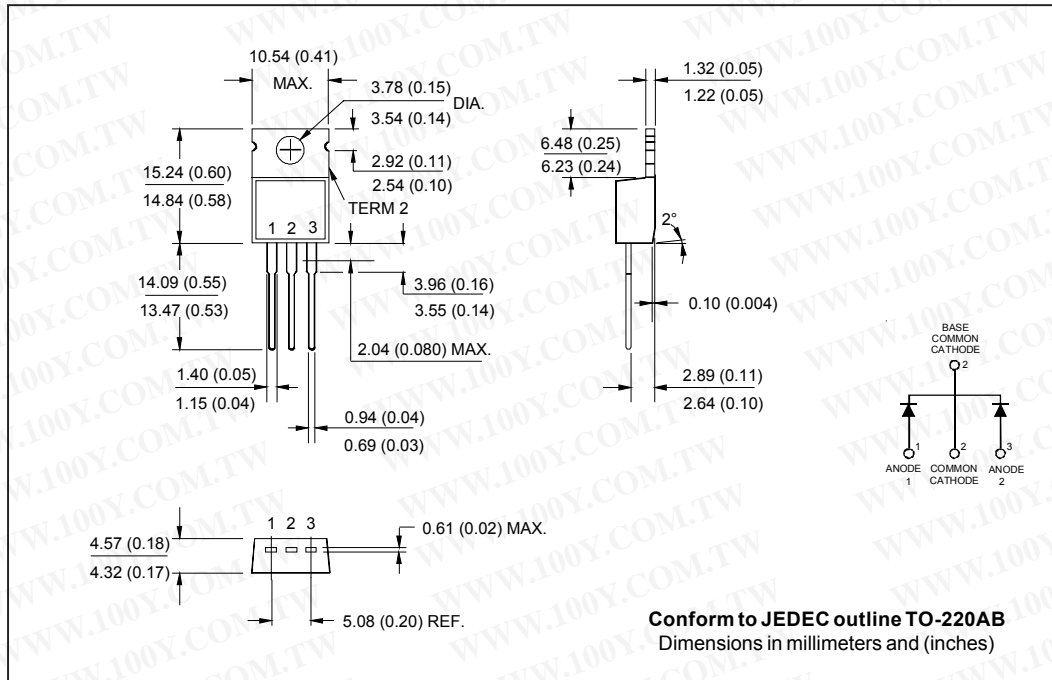 10.54 (0.41)
MAX.
3.78 (0.15)
3.54 (0.14)
DIA.
2.92 (0.11)
2.54 (0.10)
TERM 2
15.24 (0.60)
14.84 (0.58)
1 2 3
14.09 (0.55)
13.47 (0.53)
3.96 (0.16)
3.55 (0.14)
2.04 (0.080) MAX.
1.40 (0.05)
1.15 (0.04)
0.94 (0.04)
0.69 (0.03)
1.32 (0.05)
1.22 (0.05)
6.48 (0.25)
6.23 (0.24)
2°
0.10 (0.004)
2.89 (0.11)
2.64 (0.10)
BASE
COMMON
CATHODE
2
1 2 3
ANODE COMMON ANODE
1 CATHODE 2
1 2 3
0.61 (0.02) MAX.
4.57 (0.18)
4.32 (0.17)
5.08 (0.20) REF.
Conform to JEDEC outline TO-220AB
Dimensions in millimeters and (inches)
WWW.100Y.COM.TW